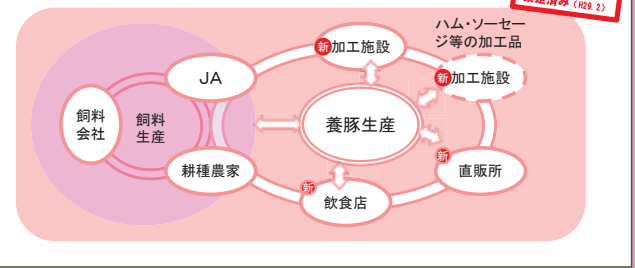 済み（H29.2）
ハム・ソーセー
ジ等の加工品
新加工施設
新加工施設
JA
飼料
会社
飼料
生産
養豚生産
耕種農家
新
直販所
新
飲食店